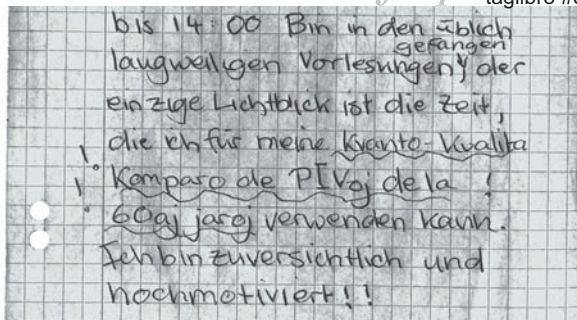 taglibro
bis 14:00 Bin in den üblich
gefangen
langweiligen Vorlesungen, der
einzige Lichtblick ist die Zeit,
die ich für meine Kvanto-Kvalita
Komparo de PIVoj de la !
60aj jaroj verwenden kann.
Ich bin zuversichtlich und
hochmotiviert!!